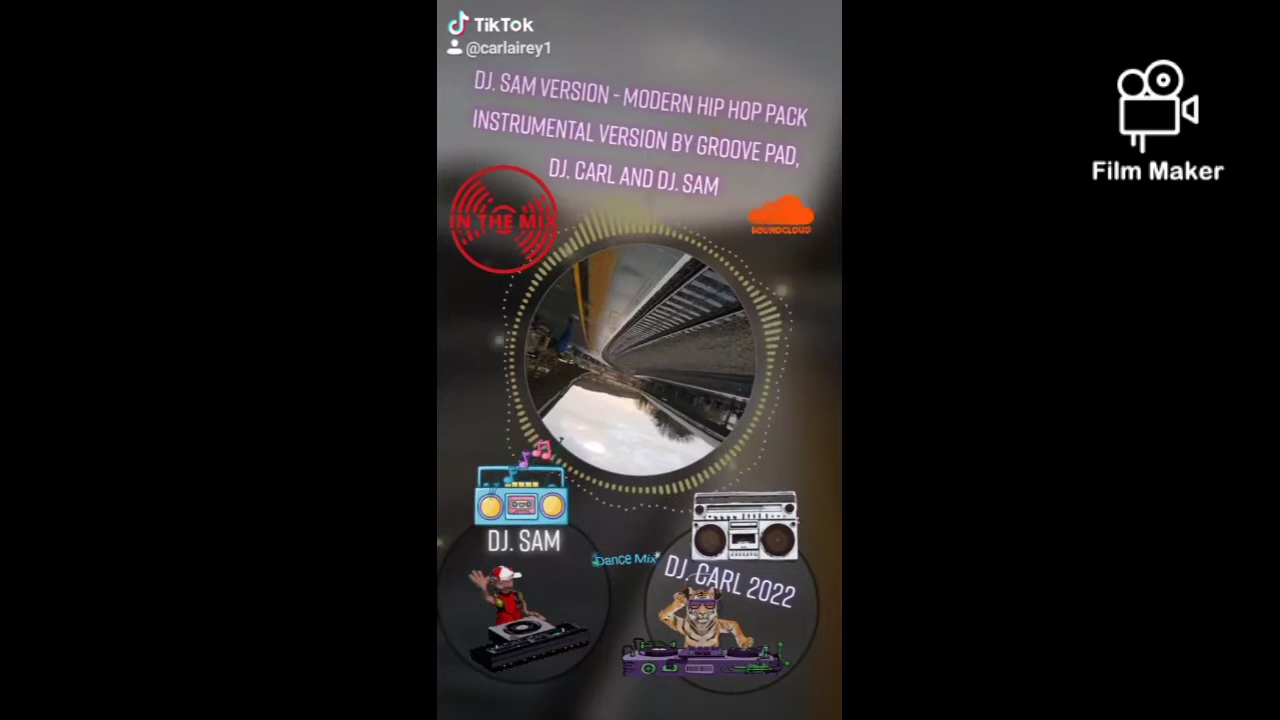 TikTok
@carlairey1
DJ. SAM VERSION - MODERN HIP HOP PACK
INSTRUMENTAL VERSION BY GROOVE PAD,
DJ. CARL AND DJ. SAM
IN THE MIX
SOUNDCLOUD
Film Maker
DJ. SAM
Dance Mix
DJ. CARL 2022